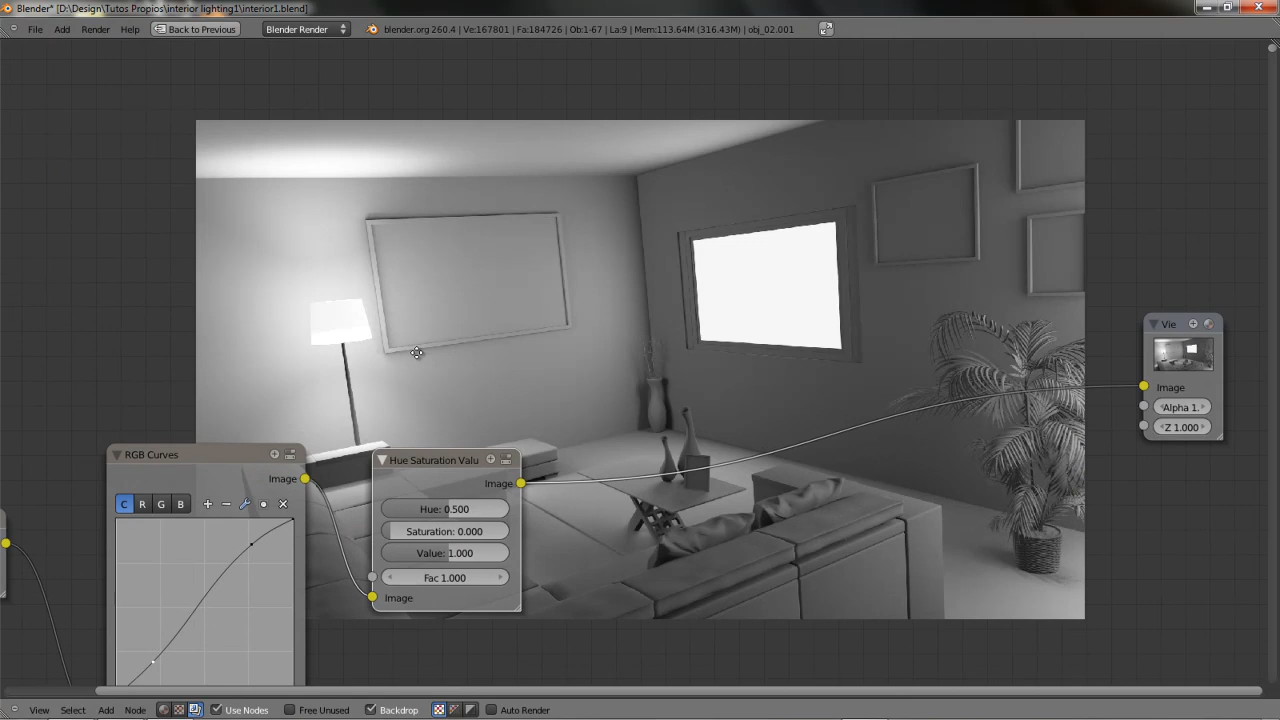 Blender* [D:\Design\Tutos Propios\interior lighting1\interior1.blend]
File Add Render Help Back to Previous Blender Render blender.org 260.4 | Ve:167801 | Fa:184726 | Ob:1-67 | La:9 | Mem:113.64M (316.43M) | obj_02.001
Vie
Image
Alpha 1.
Z 1.000
RGB Curves
Image
C R G B
Hue Saturation Valu
Image
Hue: 0.500
Saturation: 0.000
Value: 1.000
Fac 1.000
Image
View Select Add Node Use Nodes Free Unused Backdrop Auto Render